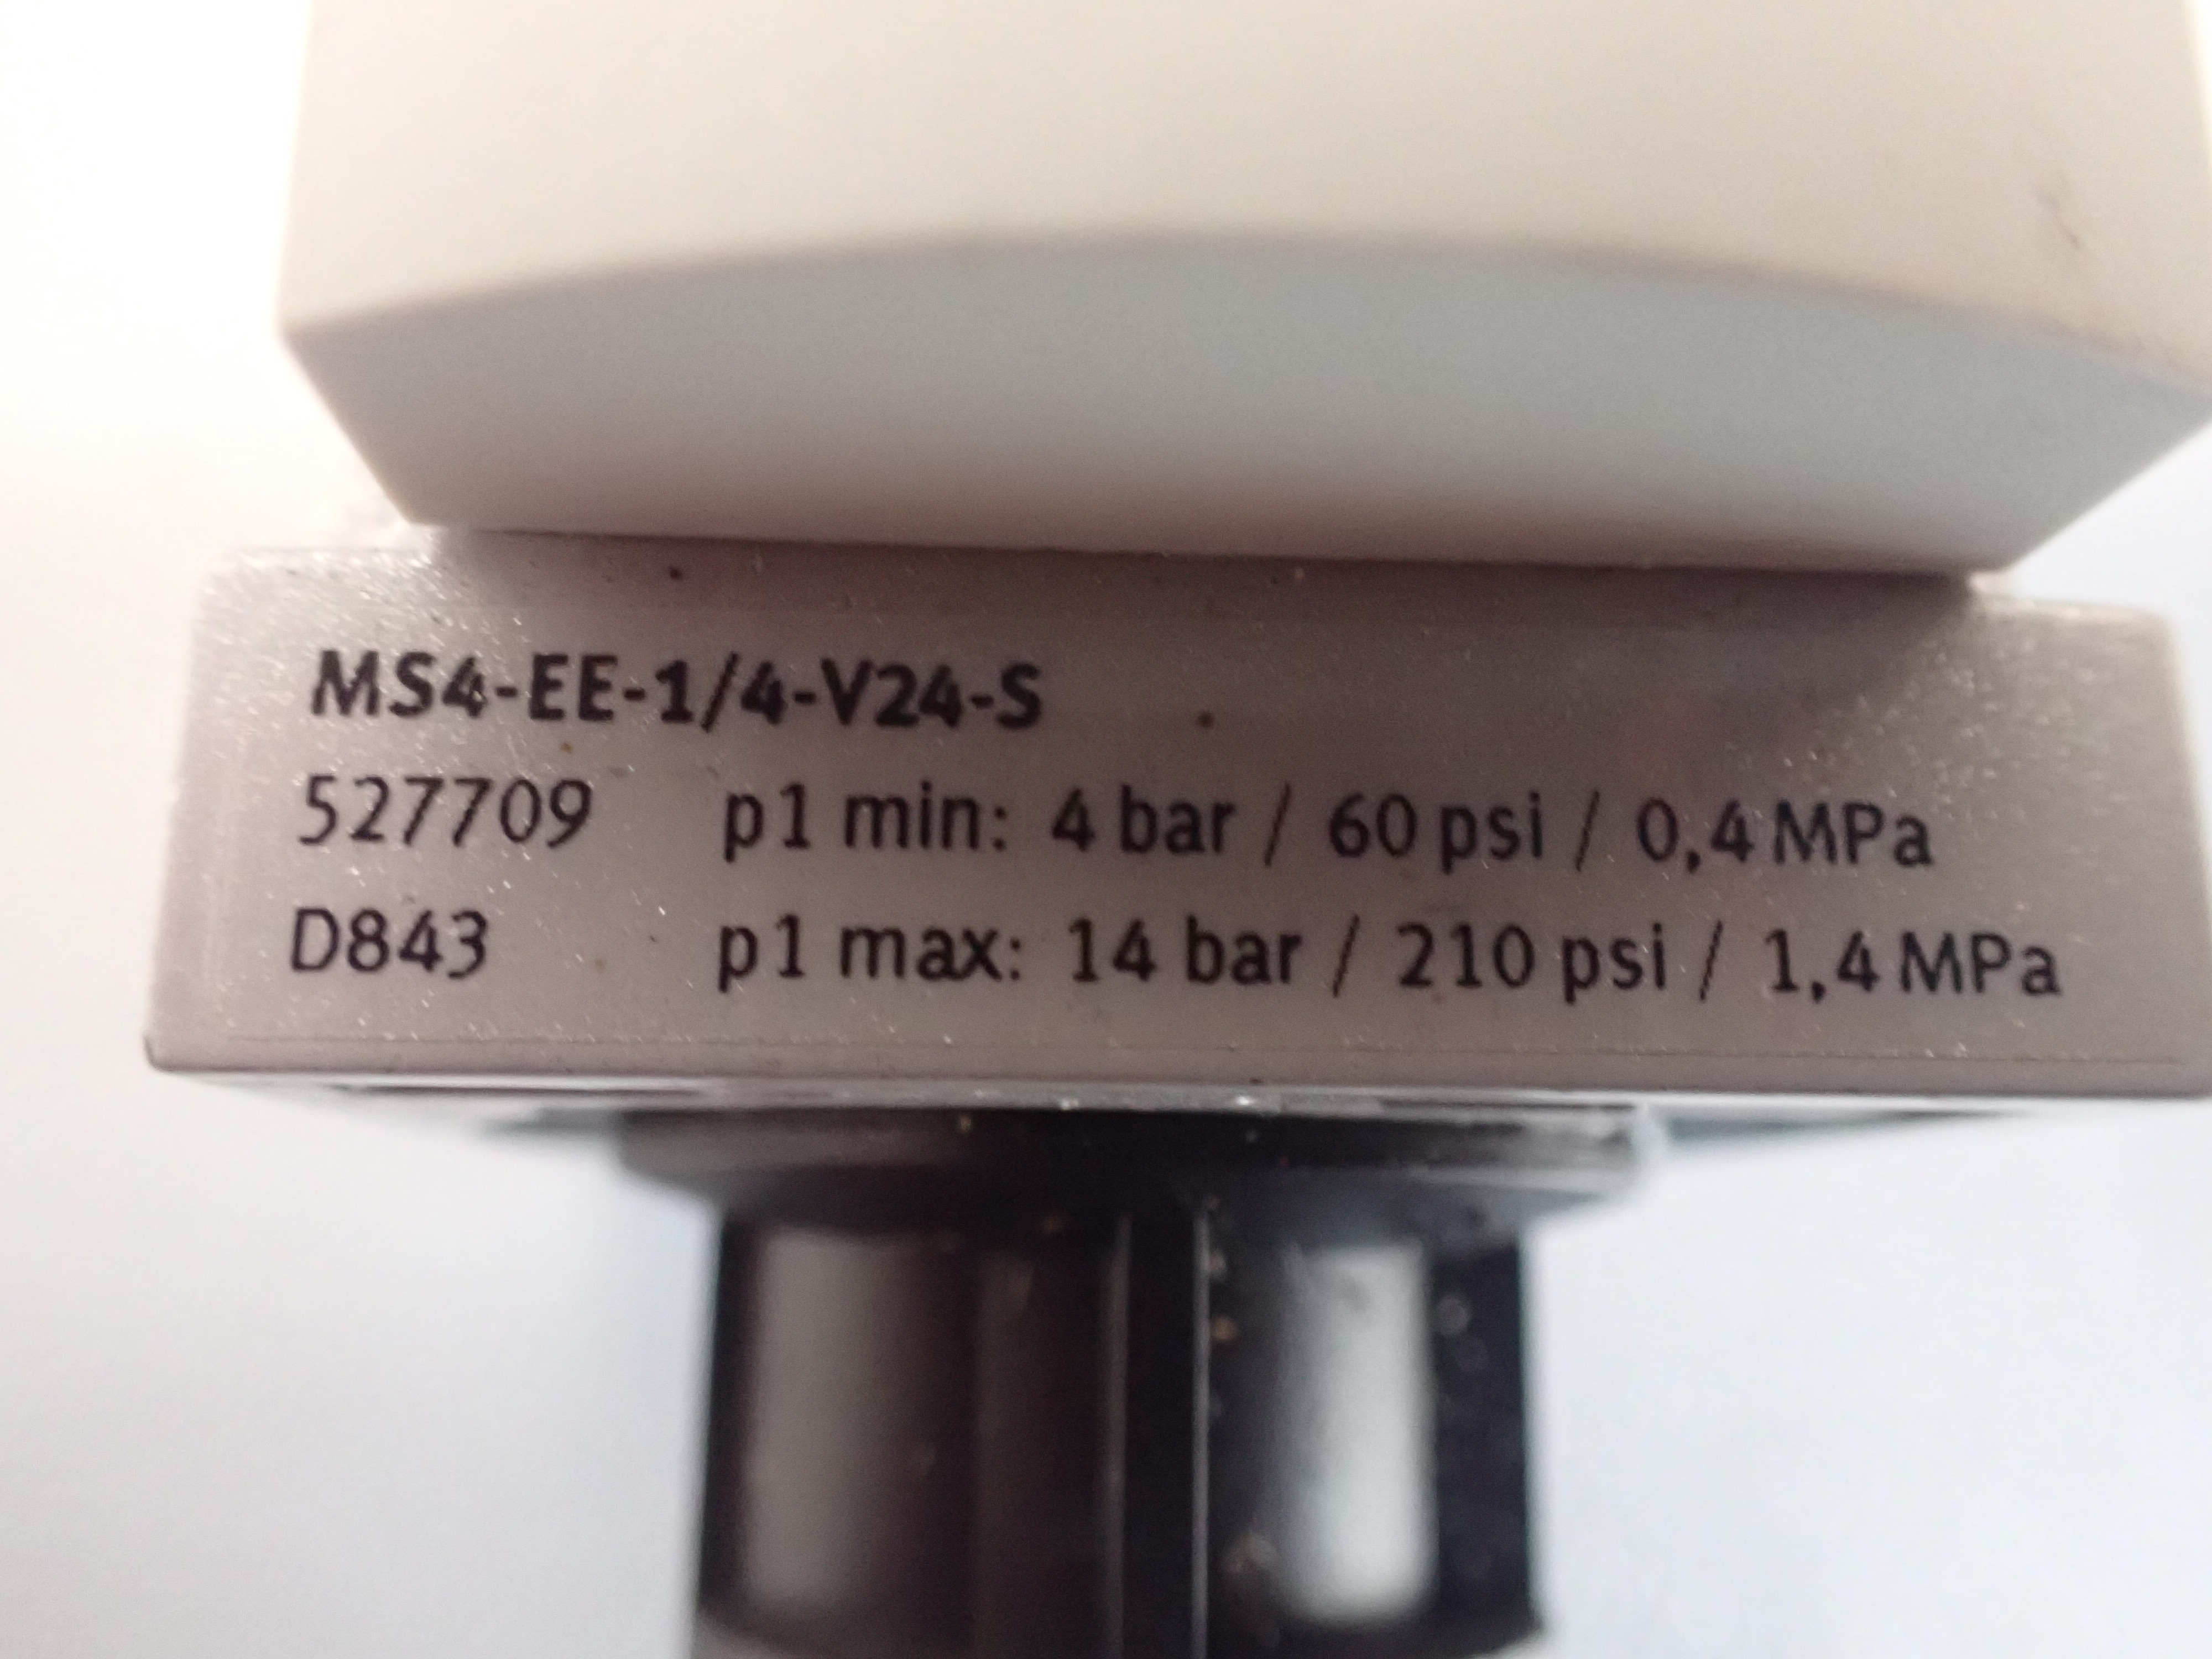 MS4-EE-1/4-V24-S
527709 p1 min: 4 bar / 60 psi / 0,4 MPa
D843 p1 max: 14 bar / 210 psi / 1,4 MPa